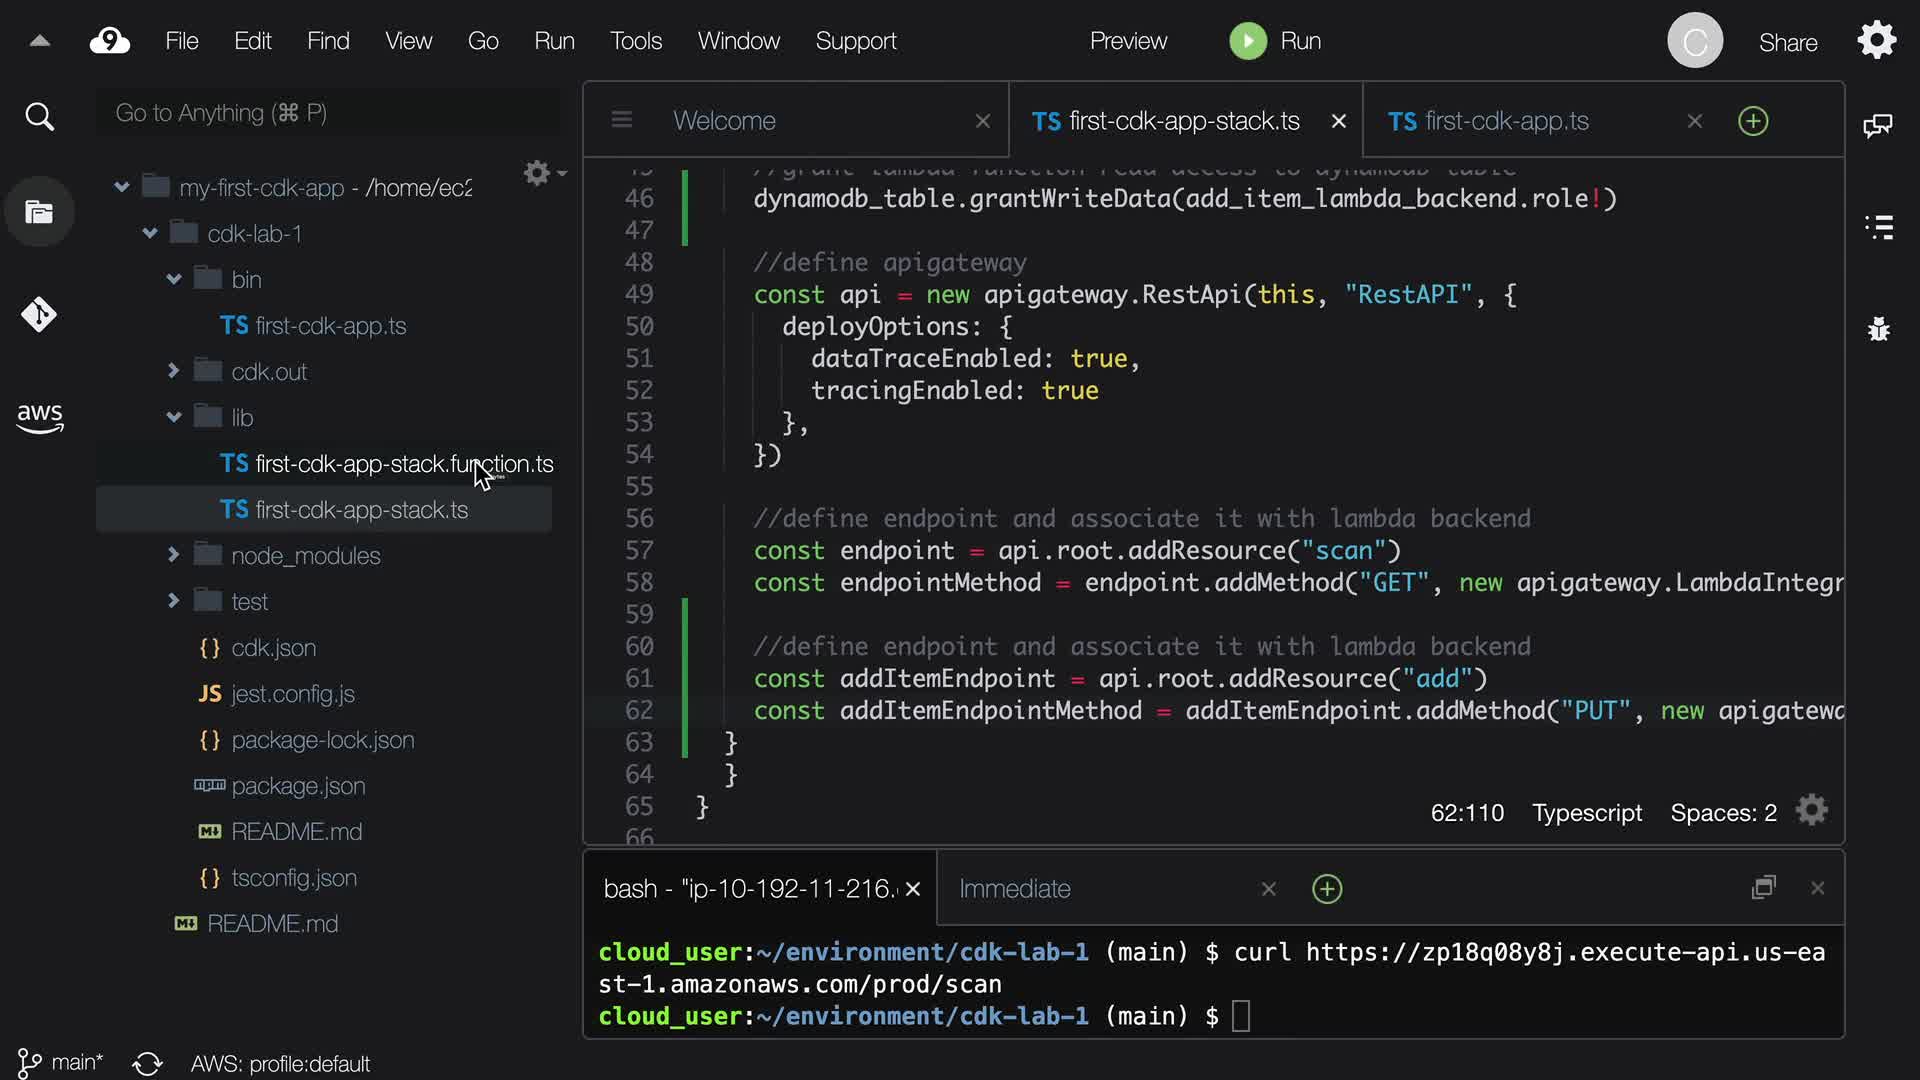 9 File Edit Find View Go Run Tools Window Support Preview Run C Share
Go to Anything (⌘ P)
Welcome
TS first-cdk-app-stack.ts
TS first-cdk-app.ts
my-first-cdk-app - /home/ec2
cdk-lab-1
bin
TS first-cdk-app.ts
cdk.out
lib
TS first-cdk-app-stack.function.ts
TS first-cdk-app-stack.ts
node_modules
test
{} cdk.json
JS jest.config.js
{} package-lock.json
package.json
README.md
{} tsconfig.json
README.md
aws
45 //grant lambda function read access to dynamodb table
46 dynamodb_table.grantWriteData(add_item_lambda_backend.role!)
47
48 //define apigateway
49 const api = new apigateway.RestApi(this, "RestAPI", {
50 deployOptions: {
51 dataTraceEnabled: true,
52 tracingEnabled: true
53 },
54 })
55
56 //define endpoint and associate it with lambda backend
57 const endpoint = api.root.addResource("scan")
58 const endpointMethod = endpoint.addMethod("GET", new apigateway.LambdaIntegr
59
60 //define endpoint and associate it with lambda backend
61 const addItemEndpoint = api.root.addResource("add")
62 const addItemEndpointMethod = addItemEndpoint.addMethod("PUT", new apigatewa
63 }
64 }
65 }
66
62:110 Typescript Spaces: 2
bash - "ip-10-192-11-216.
Immediate
cloud_user:~/environment/cdk-lab-1 (main) $ curl https://zp18q08y8j.execute-api.us-ea
st-1.amazonaws.com/prod/scan
cloud_user:~/environment/cdk-lab-1 (main) $
main* AWS: profile:default